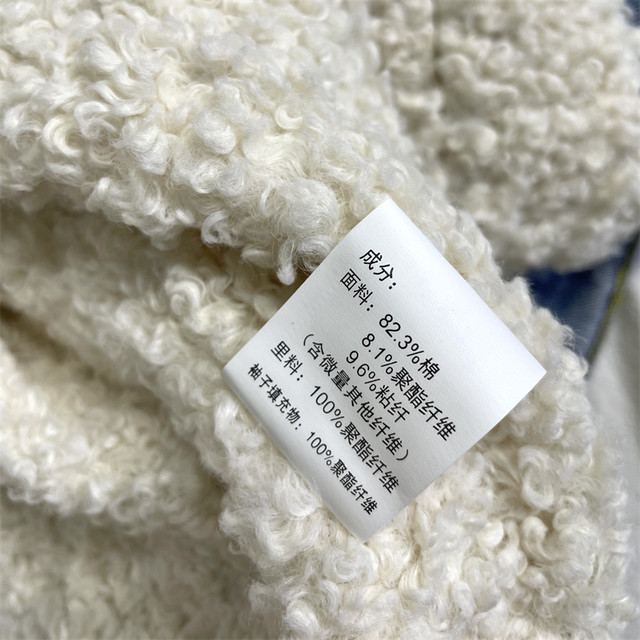 成分：
面料：82.3%棉
8.1%聚酯纤维
9.6%粘纤
（含微量其他纤维）
里料：100%聚酯纤维
袖子填充物：100%聚酯纤维